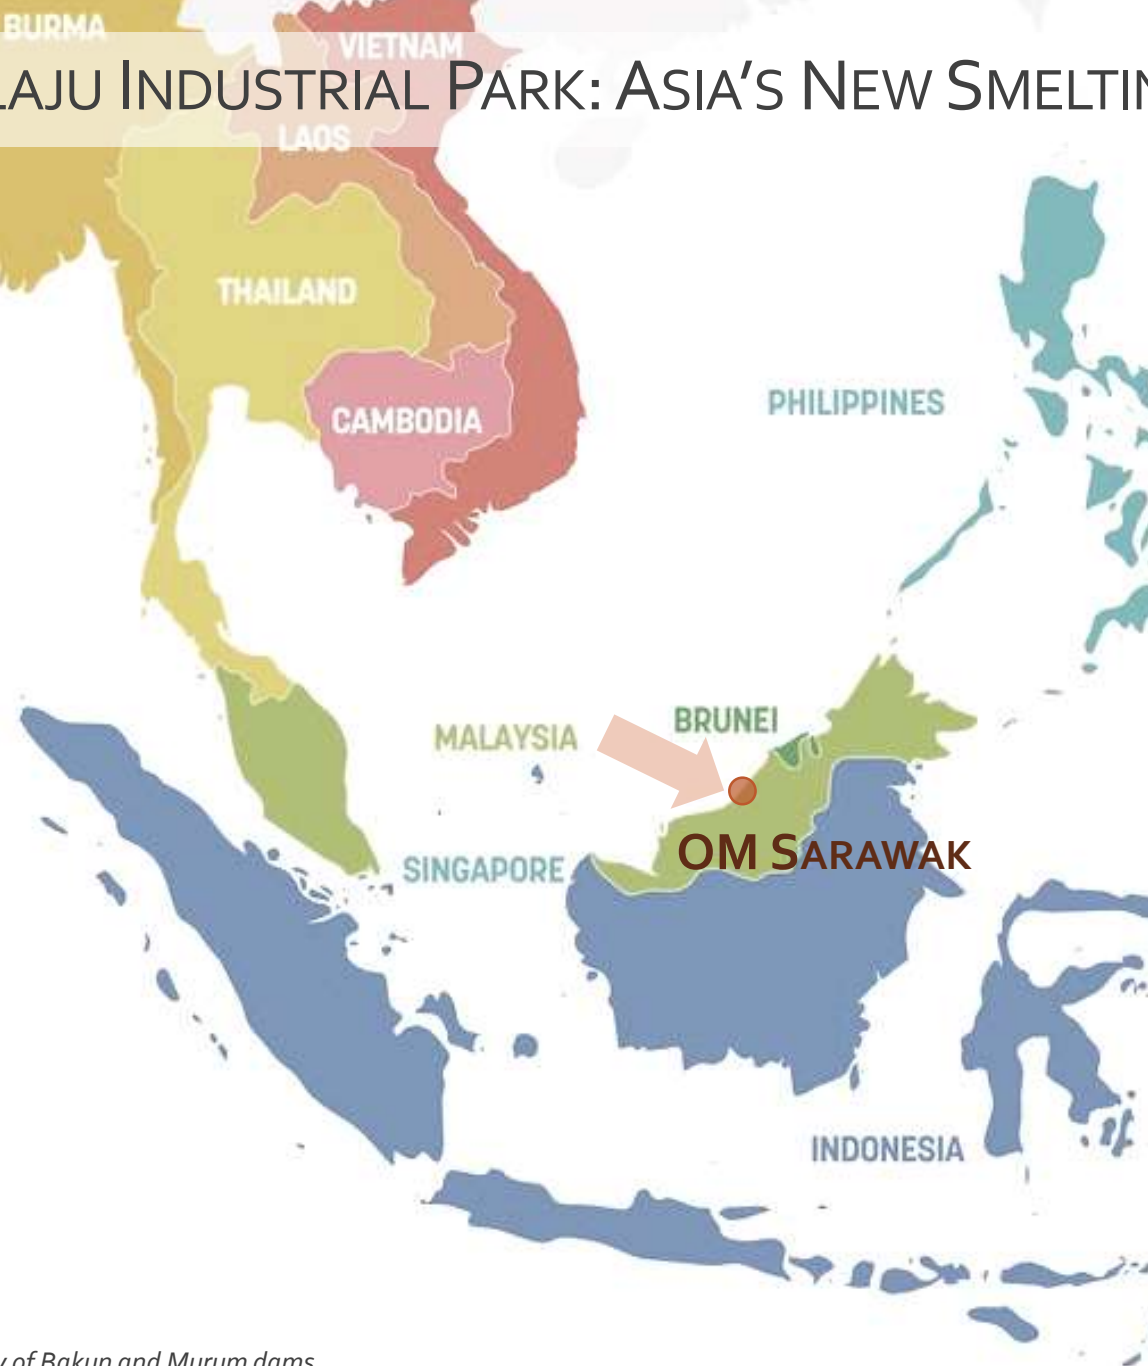 BURMA
VIETNAM
LAJU INDUSTRIAL PARK: ASIA'S NEW SMELTIN
LAOS
THAILAND
PHILIPPINES
CAMBODIA
BRUNEI
MALAYSIA
OM SARAWAK
SINGAPORE
INDONESIA
y of Bakun and Murum dams